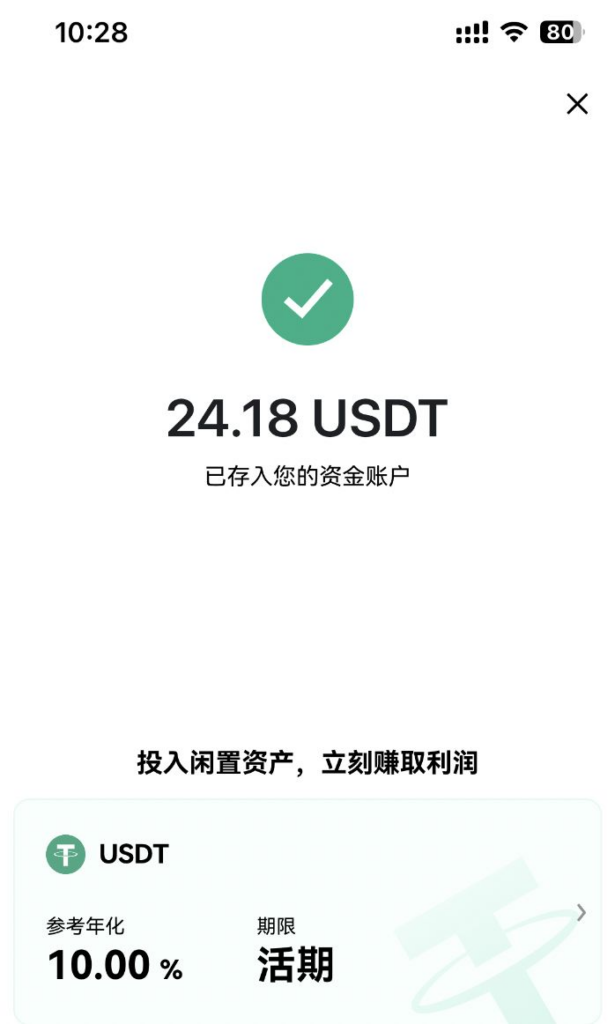 10:28
80
24.18 USDT
已存入您的资金账户
投入闲置资产，立刻赚取利润
USDT
参考年化
期限
10.00 %
活期